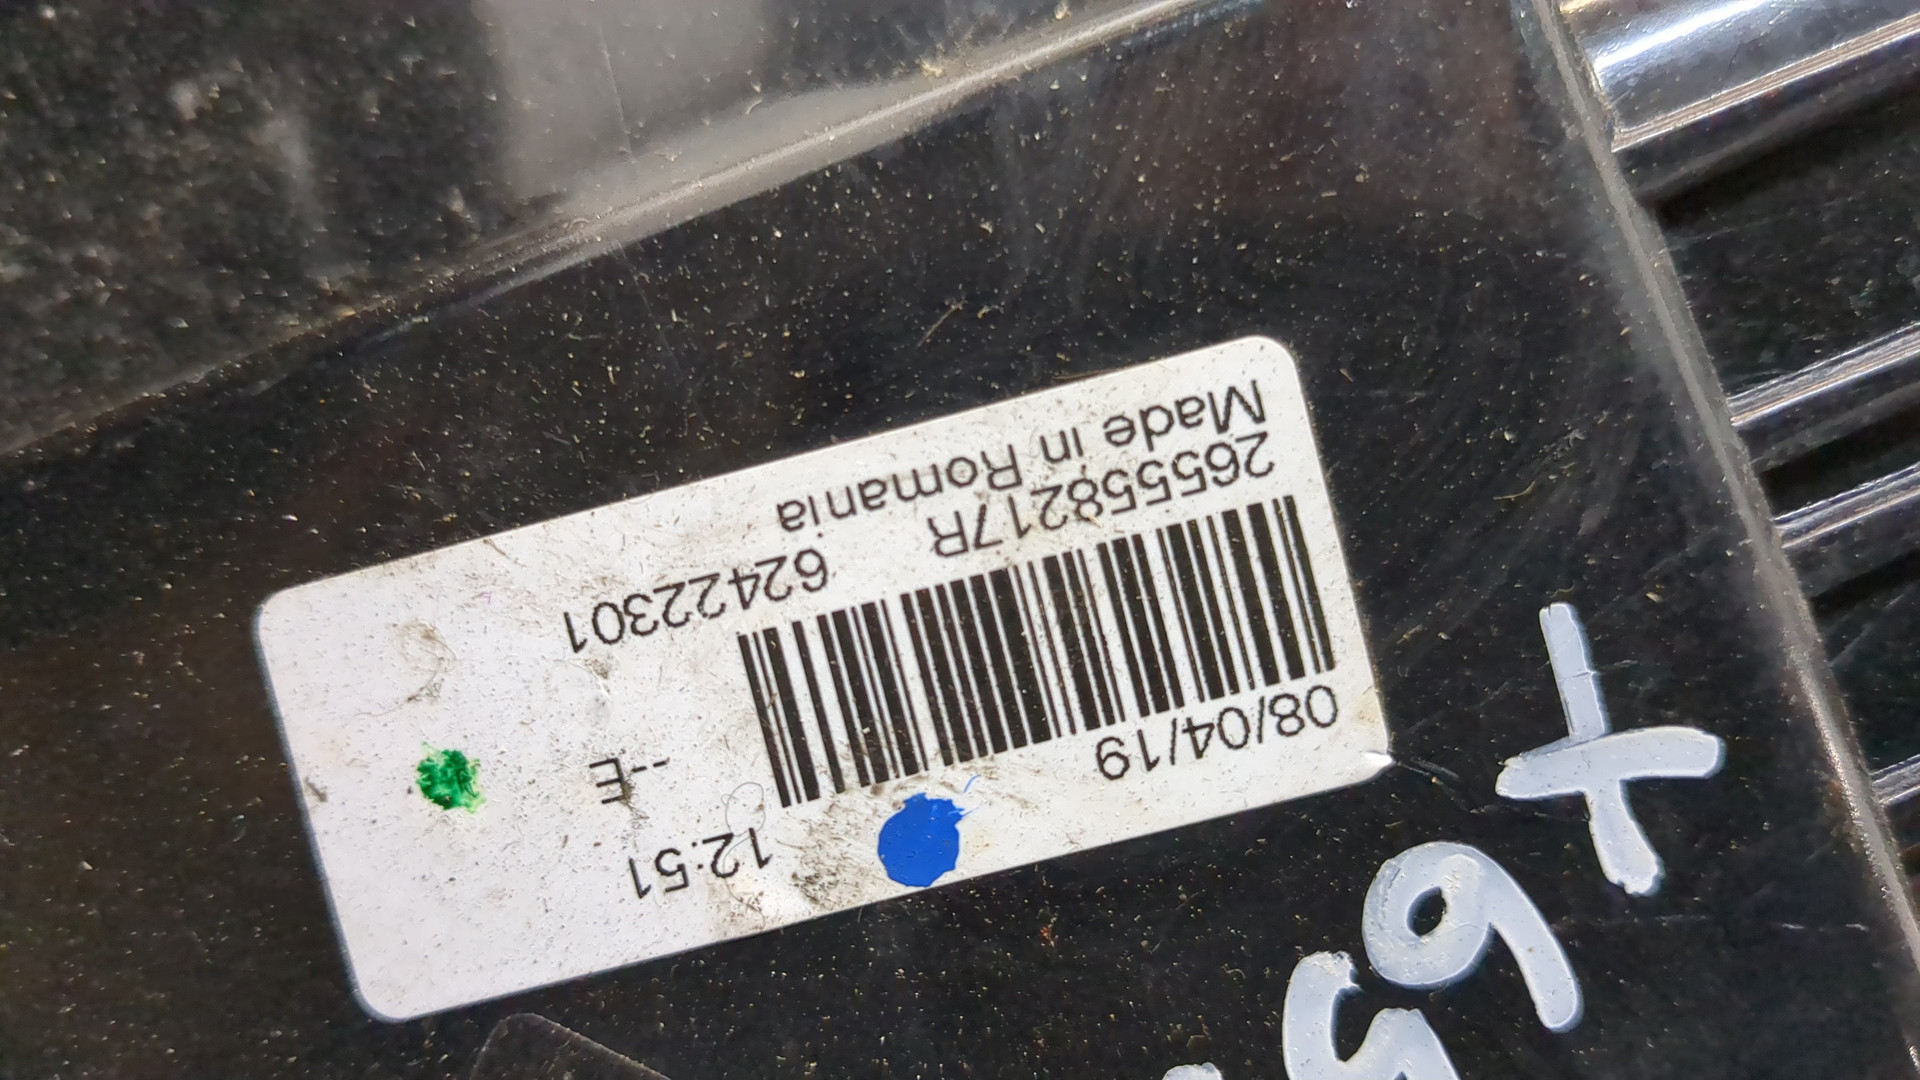 Made in Romania
265558217R 62422301
08/04/19 --E
12:51